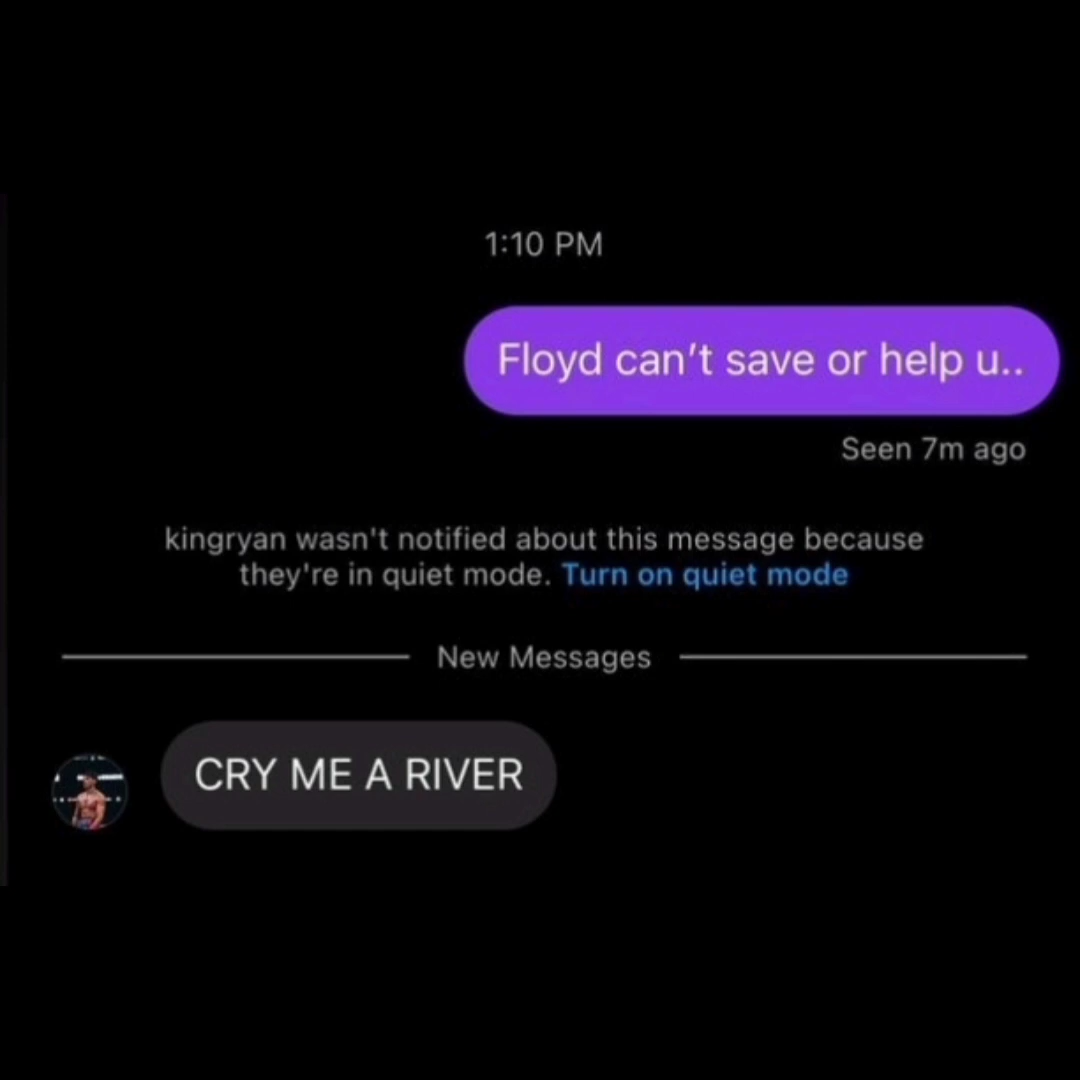 1:10 PM
Floyd can’t save or help u..
Seen 7m ago
kingryan wasn't notified about this message because
they're in quiet mode. Turn on quiet mode
New Messages
CRY ME A RIVER